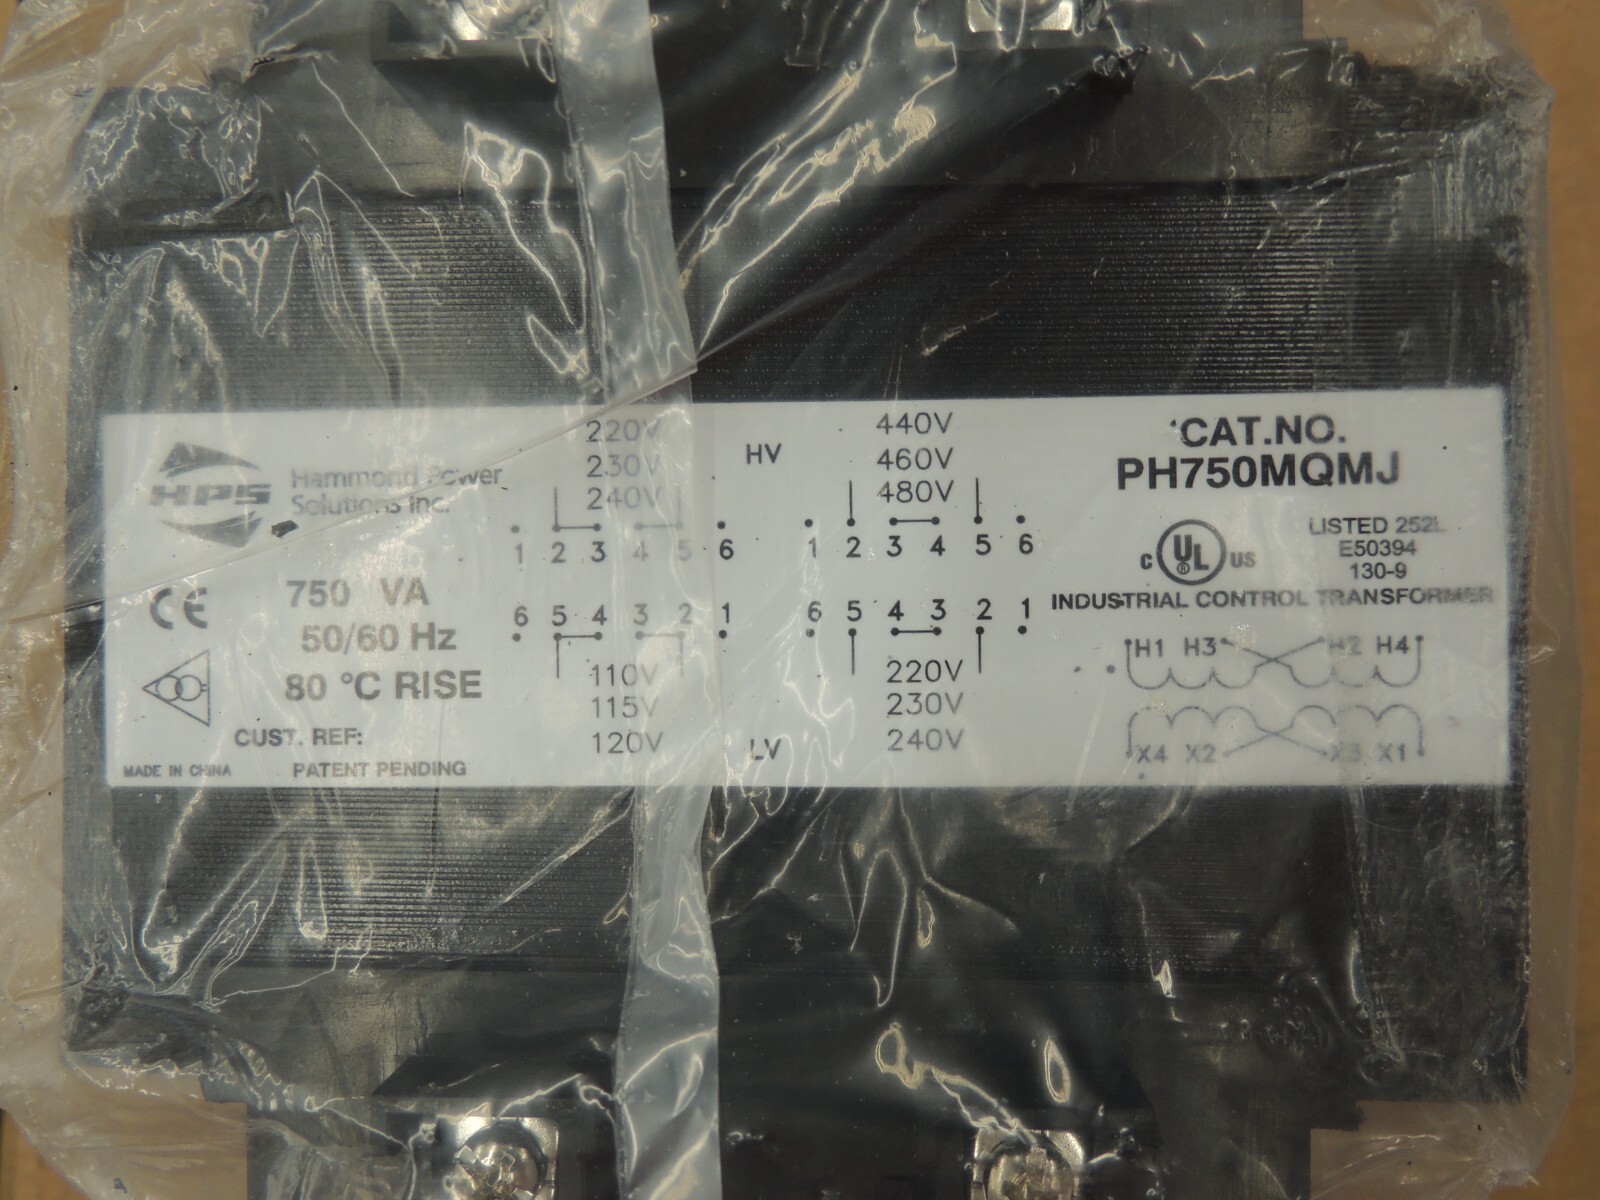 HPS
Hammond Power
Solutions Inc.
CE
750 VA
50/60 Hz
80 °C RISE
CUST. REF:
MADE IN CHINA
PATENT PENDING
220V
230V
240V
HV
440V
460V
480V
1 2 3 4 5 6
1 2 3 4 5 6
6 5 4 3 2 1
6 5 4 3 2 1
110V
115V
120V
LV
220V
230V
240V
CAT.NO.
PH750MQMJ
C UL ® US
LISTED 252L
E50394
130-9
INDUSTRIAL CONTROL TRANSFORMER
H1 H3 H2 H4
X4 X2 X3 X1